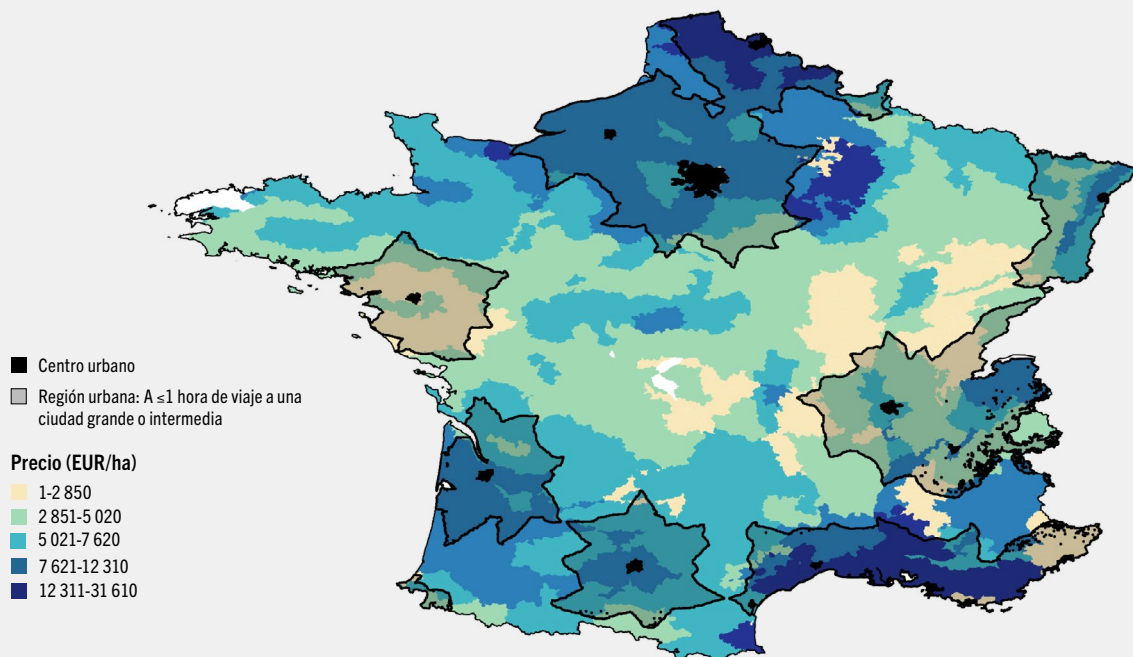 Centro urbano
Región urbana: A ≤1 hora de viaje a una
ciudad grande o intermedia
Precio (EUR/ha)
1-2 850
2 851-5 020
5 021-7 620
7 621-12 310
12 311-31 610